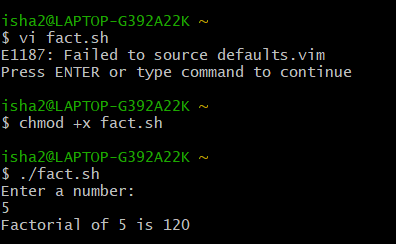 isha2@LAPTOP-G392A22K ~
$ vi fact.sh
E1187: Failed to source defaults.vim
Press ENTER or type command to continue
isha2@LAPTOP-G392A22K ~
$ chmod +x fact.sh
isha2@LAPTOP-G392A22K ~
$ ./fact.sh
Enter a number:
5
Factorial of 5 is 120